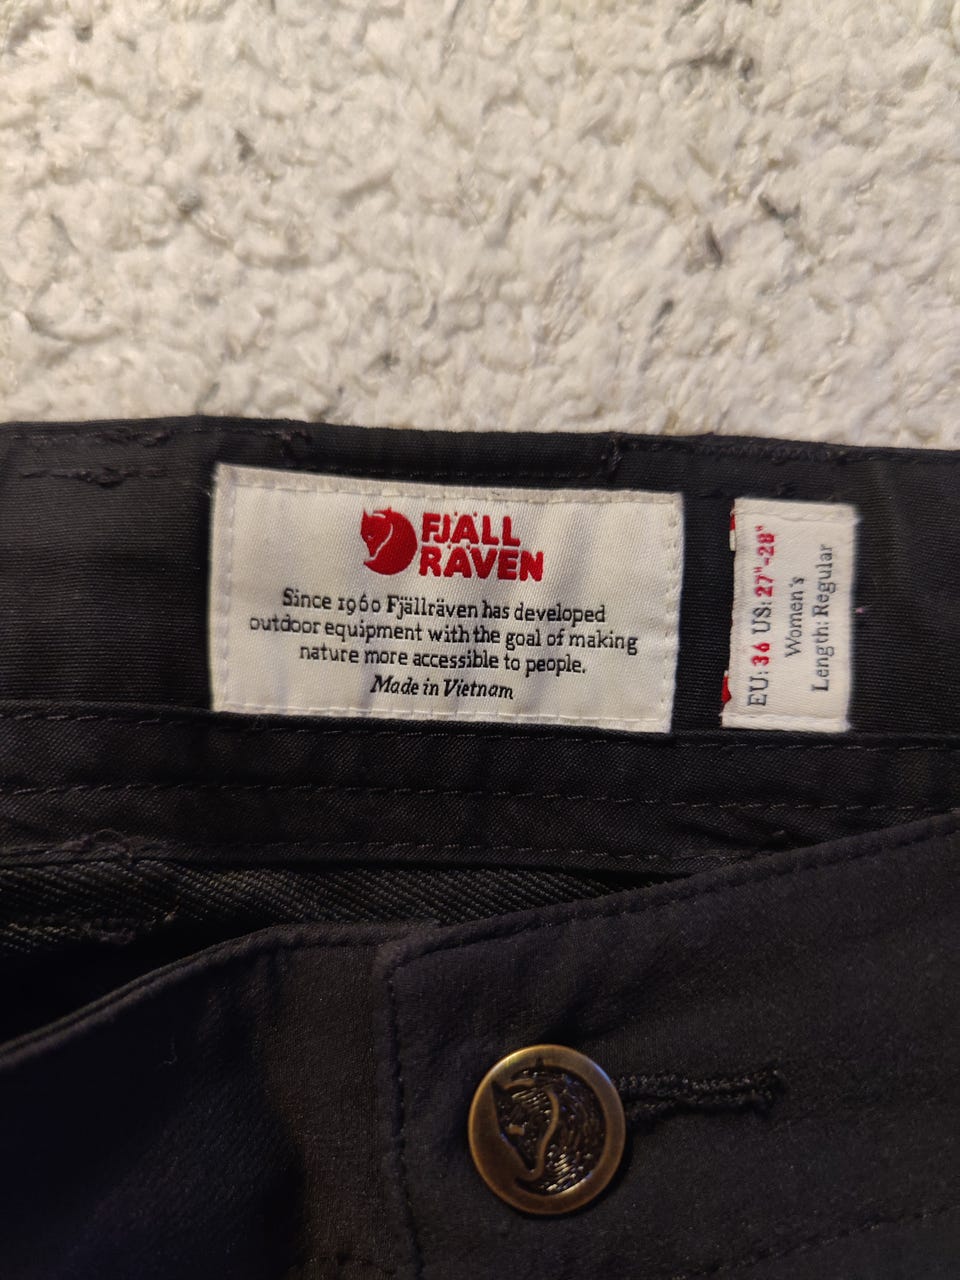 FJÄLL
RÄVEN
Since 1960 Fjällräven has developed
outdoor equipment with the goal of making
nature more accessible to people.
Made in Vietnam
EU: 36 US: 27"-28"
Women's
Length: Regular